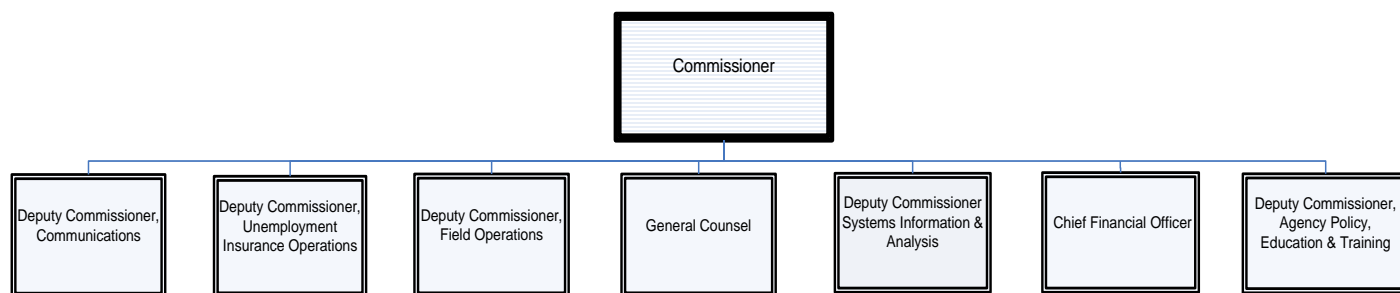 Commissioner
Deputy Commissioner,
Communications
Deputy Commissioner,
Unemployment
Insurance Operations
Deputy Commissioner,
Field Operations
General Counsel
Deputy Commissioner
Systems Information &
Analysis
Chief Financial Officer
Deputy Commissioner,
Agency Policy,
Education & Training